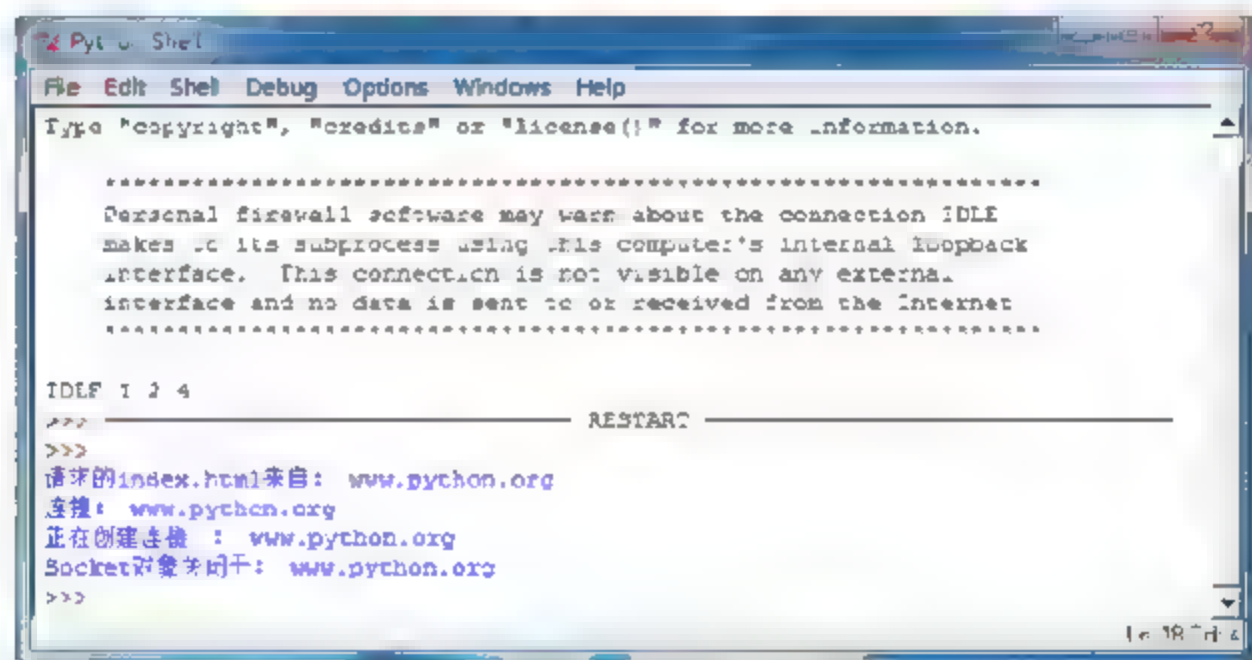 Python Shell
File Edit Shell Debug Options Windows Help
Type "copyright", "credits" or "license()" for more information.
****************************************************************
Personal firewall software may warn about the connection IDLE
makes to its subprocess using this computer's internal loopback
interface. This connection is not visible on any external
interface and no data is sent to or received from the Internet
****************************************************************
IDLE 1 2 4
>>> RESTART
>>>
请求的index.html来自: www.python.org
连接: www.python.org
正在创建连接 : www.python.org
Socket对象关闭于: www.python.org
>>>